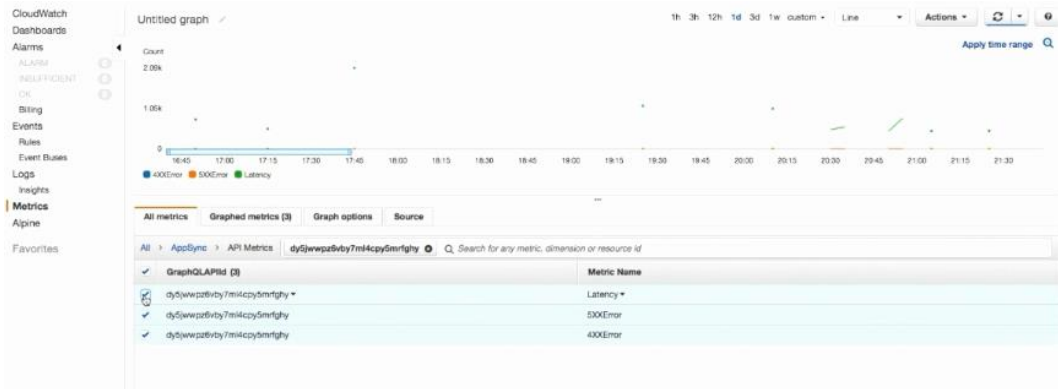 CloudWatch
Dashboards
Alarms
ALARM 0
INSUFFICIENT 0
OK 0
Billing
Events
Rules
Event Buses
Logs
Insights
Metrics
Alpine
Favorites
Untitled graph
1h 3h 12h 1d 3d 1w custom Line Actions
Apply time range
Count
2.09k
1.05k
0
16:45 17:00 17:15 17:30 17:45 18:00 18:15 18:30 18:45 19:00 19:15 19:30 19:45 20:00 20:15 20:30 20:45 21:00 21:15 21:30
4XXError 5XXError Latency
All metrics Graphed metrics (3) Graph options Source
All > AppSync > API Metrics dy5jwwpz6vby7ml4cpy5mrfghy Search for any metric, dimension or resource id
GraphQLAPIId (3) Metric Name
dy5jwwpz6vby7ml4cpy5mrfghy Latency
dy5jwwpz6vby7ml4cpy5mrfghy 5XXError
dy5jwwpz6vby7ml4cpy5mrfghy 4XXError